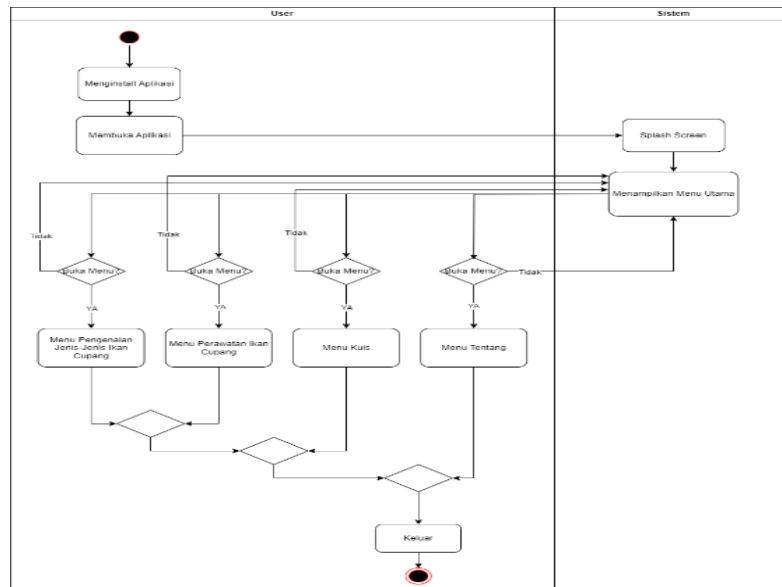 User
Sistem
Menginstall Aplikasi
Membuka Aplikasi
Splash Screen
Menampilkan Menu Utama
Tidak
Tidak
Tidak
Buka Menu?
Buka Menu?
Buka Menu?
Buka Menu?
Tidak
YA
YA
YA
YA
Menu Pengenalan
Jenis-Jenis Ikan
Cupang
Menu Perawatan Ikan
Cupang
Menu Kuis
Menu Tentang
Keluar